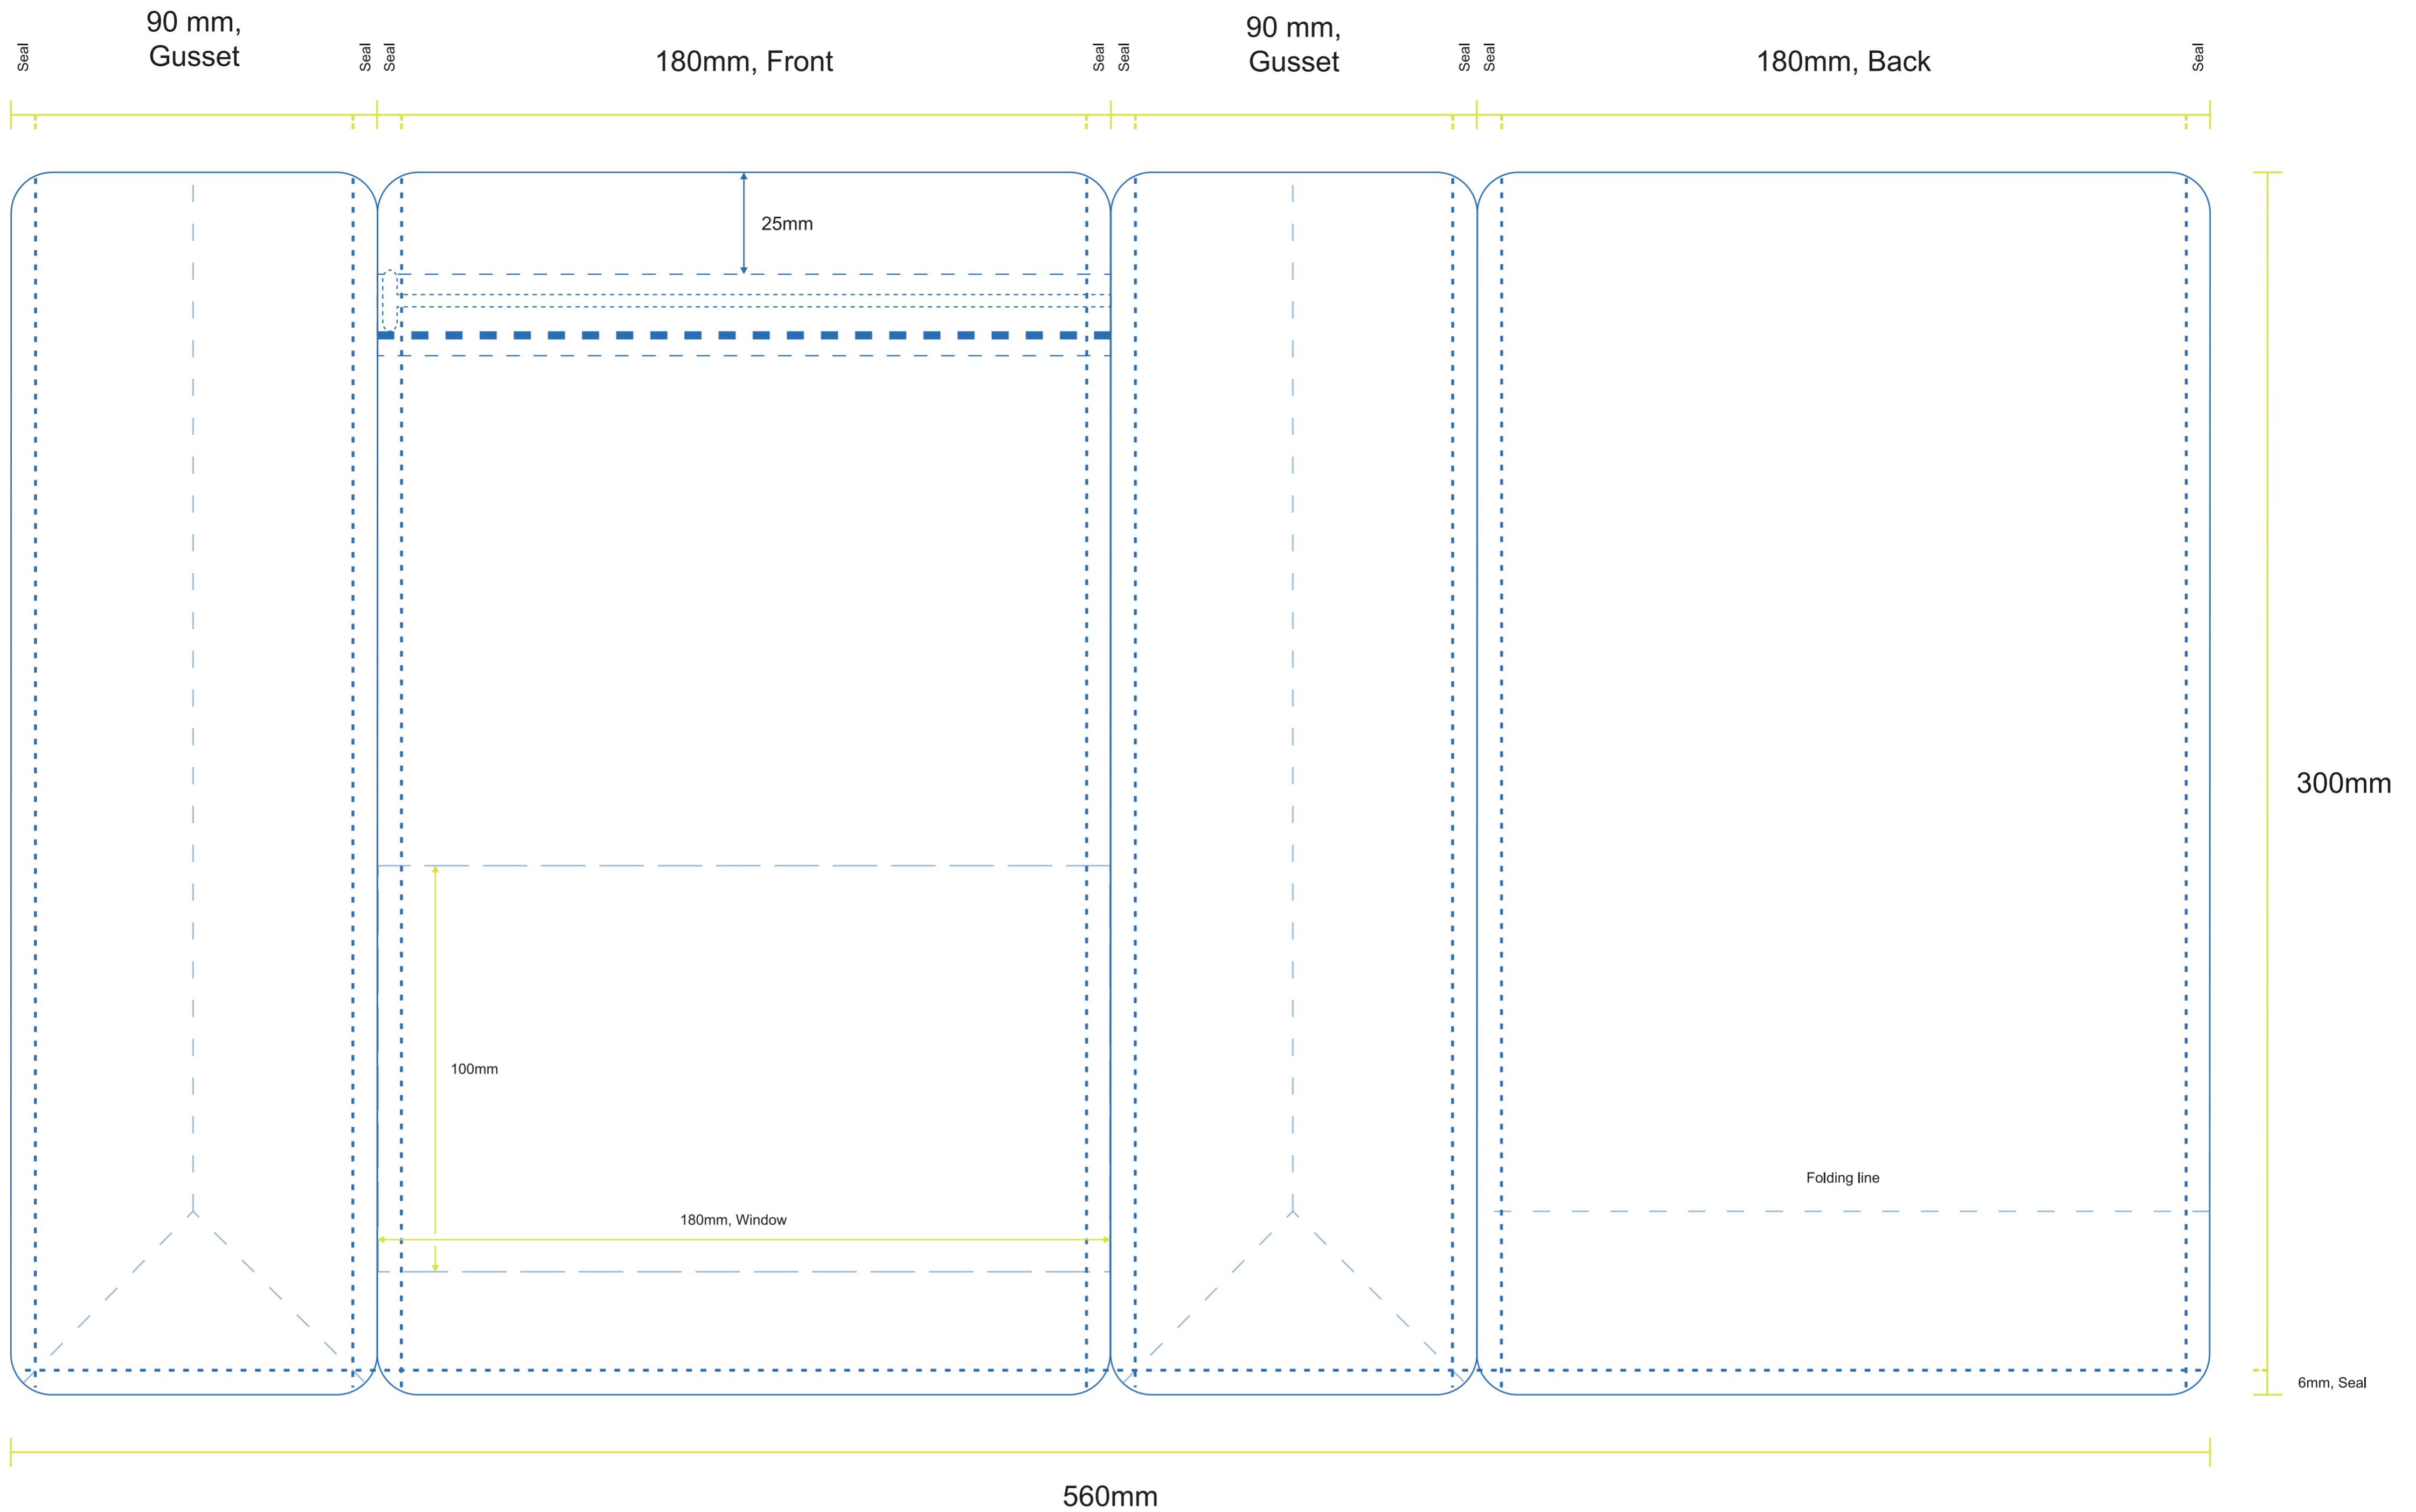 90 mm,
Gusset
90 mm,
Gusset
Seal
Seal
Seal
180mm, Front
Seal
Seal
Seal
Seal
180mm, Back
Seal
25mm
300mm
100mm
Folding line
180mm, Window
6mm, Seal
560mm